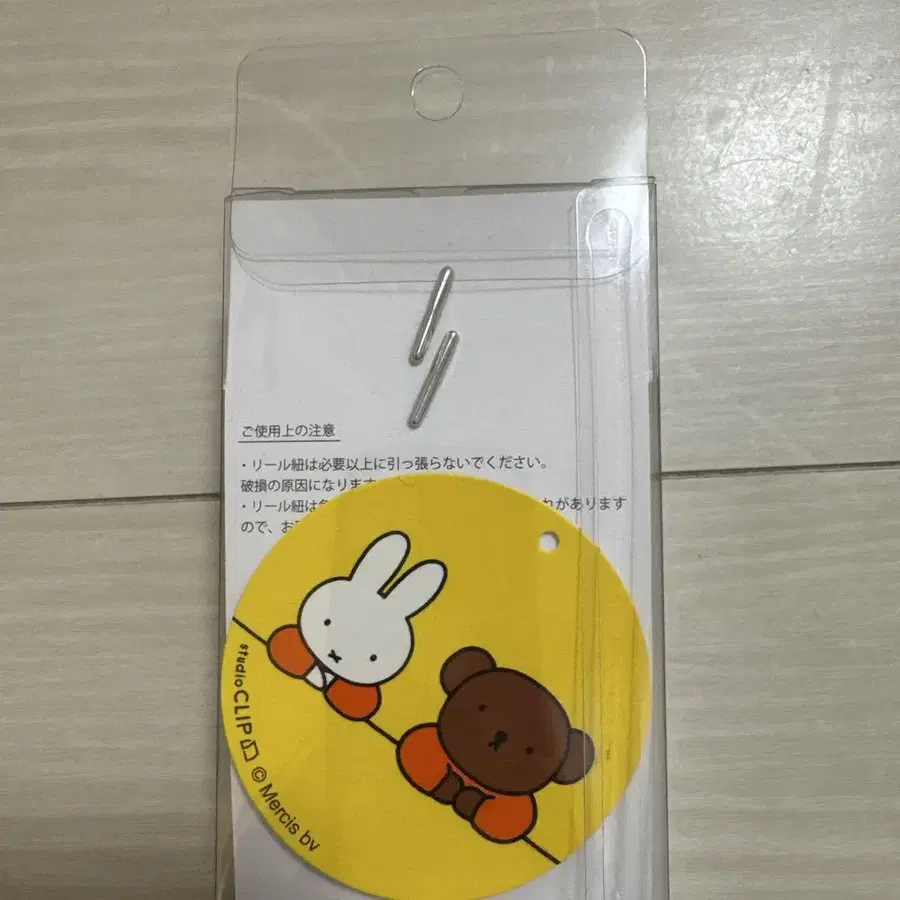 ご使用上の注意
・リール紐は必要以上に引っ張らないでください。
破損の原因になります
・リール紐は
れがあります
ので、お
studio CLIP
© Mercis bv